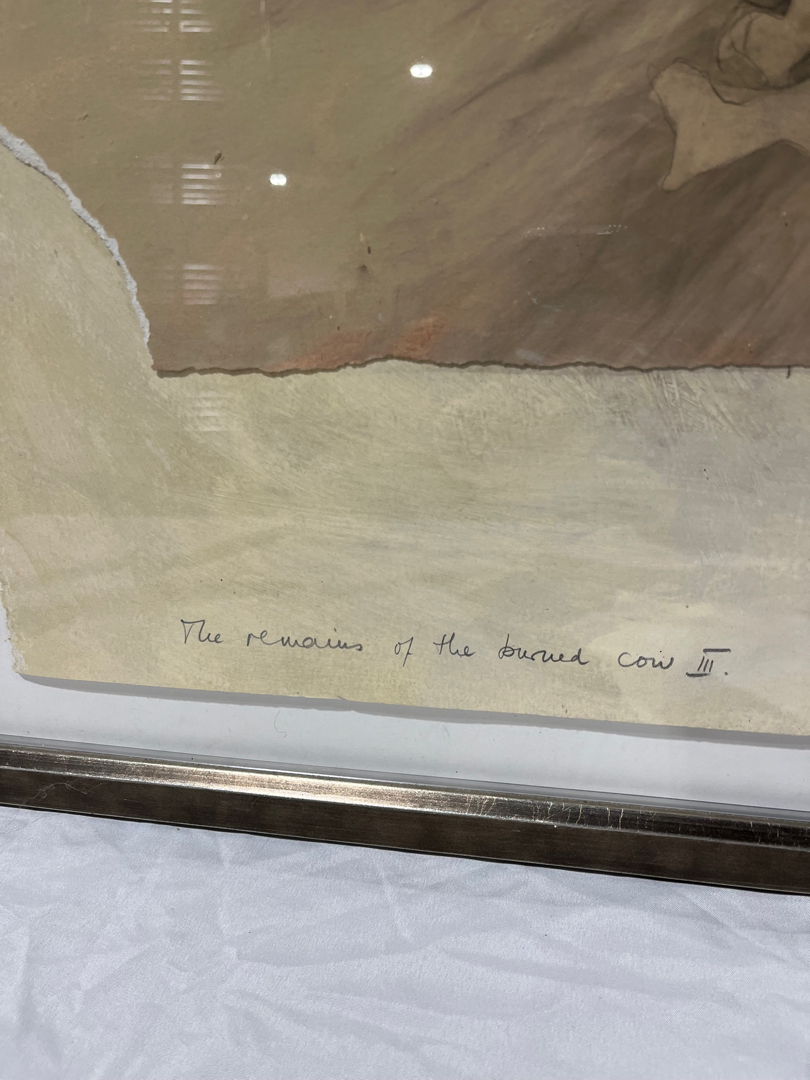 The remains of the burned cow III.